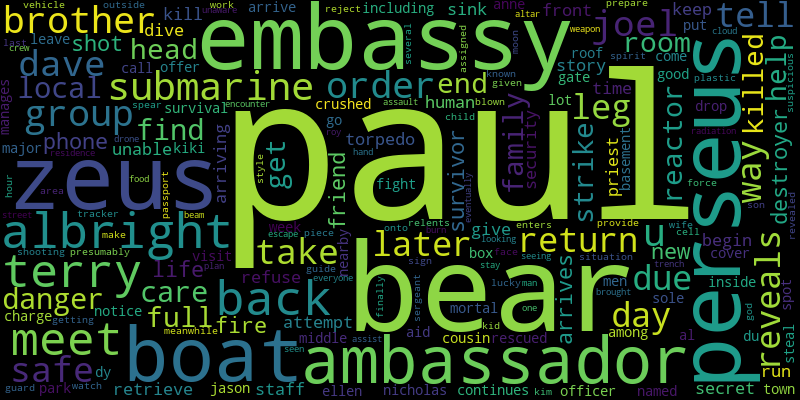 paul
bear
embassy
perseus
zeus
boat
ambassador
albright
submarine
brother
dave
group
local
phone
find
order
end
head
shot
joel
tell
room
leg
family
strike
reactor
destroyer
help
way
killed
reveals
return
later
take
back
meet
terry
danger
safe
life
care
full
fire
day
due
new
u
get
friend
survivor
arrives
priest
security
basement
torpedo
human
crushed
survival
unable
kiki
arriving
manages
major
dive
kill
arrive
including
sink
keep
front
anne
story
roof
gate
time
good
come
put
drop
plastic
cloud
suspicious
radiation
altar
moon
known
given
several
assigned
encounter
assault
weapon
blown
vehicle
outside
work
reject
unaware
prepare
leave
call
offer
crew
last
watch
spear
drone
roy
style
child
hand
fight
go
lot
spirit
force
wife
cell
revealed
god
son
du
al
spot
steal
run
town
secret
inside
cover
begin
men
among
sole
named
officer
kim
staff
retrieve
jason
ellen
nicholas
continues
cousin
rescued
mortal
aid
middle
attempt
refuse
visit
week
box
give
nearby
notice
charge
getting
presumably
tracker
make
shooting
street
hour
area
residence
food
passport
beam
escape
piece
onto
relents
burn
face
looking
enters
provide
situation
trench
seeing
brought
stay
sign
guide
everyone
plan
finally
sergeant
eventually
lucky
man
one
kid
assist
seen
meanwhile
dy
park
guard